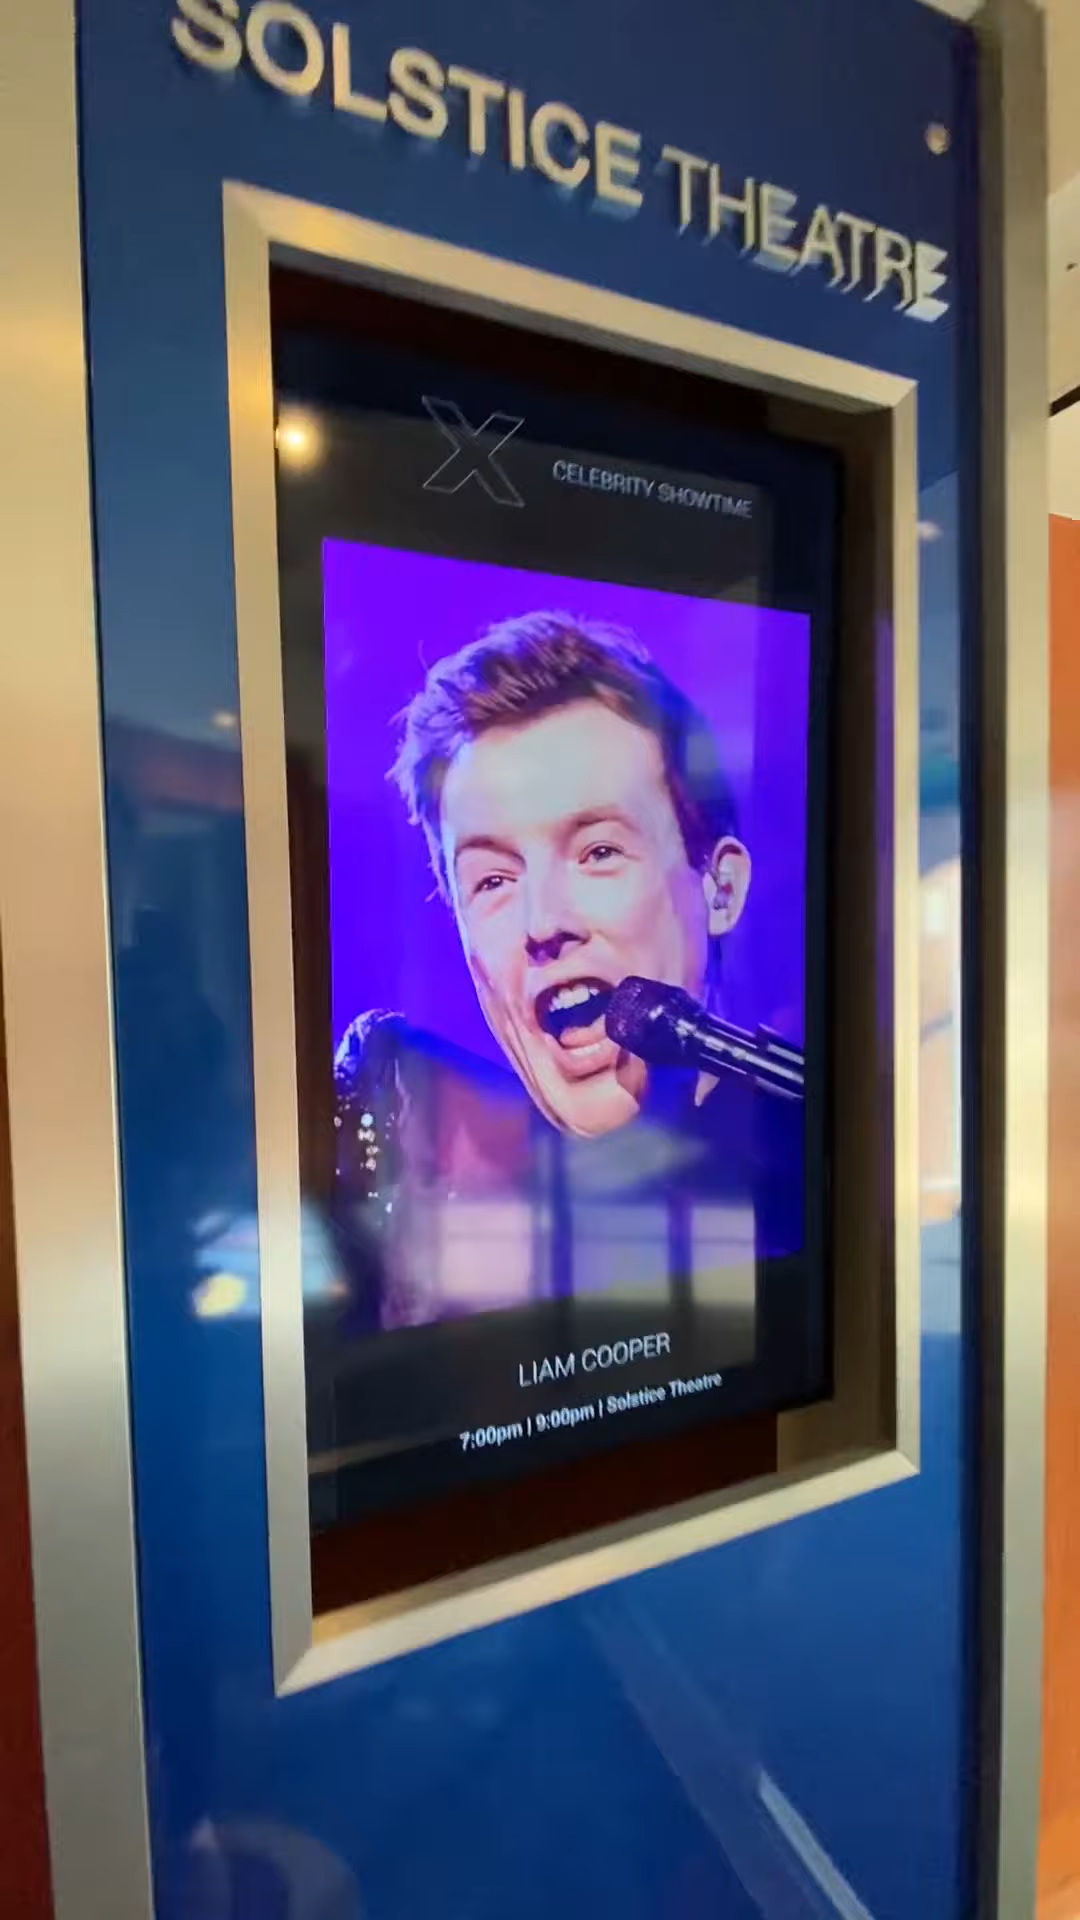 SOLSTICE THEATRE
X CELEBRITY SHOWTIME
LIAM COOPER
7:00pm | 9:00pm | Solstice Theatre